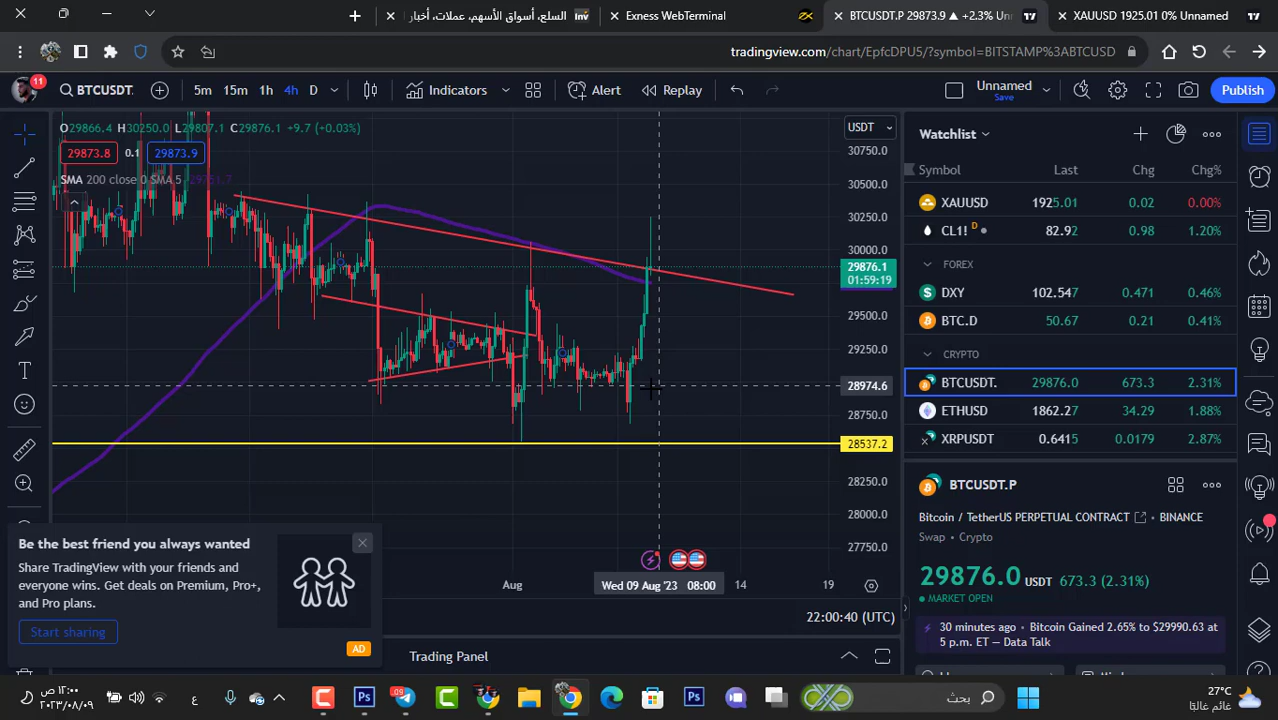 السلع، أسواق الأسهم، عملات، أخبار
Exness WebTerminal
BTCUSDT.P 29873.9 ▲ +2.3% Unn
XAUUSD 1925.01 0% Unnamed
tradingview.com/chart/EpfcDPU5/?symbol=BITSTAMP%3ABTCUSD
11
BTCUSDT.
5m 15m 1h 4h D
Indicators
Alert
Replay
Unnamed
Save
Publish
O29866.4 H30250.0 L29807.1 C29876.1 +9.7 (+0.03%)
29873.8 0.1 29873.9
SMA 200 close 0 SMA 5
USDT
30750.0
30500.0
30250.0
30000.0
29876.1
01:59:19
29500.0
29250.0
28974.6
28750.0
28537.2
28250.0
28000.0
27750.0
Aug
Wed 09 Aug '23 08:00
14
19
22:00:40 (UTC)
Be the best friend you always wanted
Share TradingView with your friends and
everyone wins. Get deals on Premium, Pro+,
and Pro plans.
Start sharing
AD
Trading Panel
Watchlist
Symbol Last Chg Chg%
XAUUSD 1925.01 0.02 0.00%
CL1! D 82.92 0.98 1.20%
FOREX
DXY 102.547 0.471 0.46%
BTC.D 50.67 0.21 0.41%
CRYPTO
BTCUSDT. 29876.0 673.3 2.31%
ETHUSD 1862.27 34.29 1.88%
XRPUSDT 0.6415 0.0179 2.87%
BTCUSDT.P
Bitcoin / TetherUS PERPETUAL CONTRACT • BINANCE
Swap • Crypto
29876.0 USDT 673.3 (2.31%)
MARKET OPEN
30 minutes ago • Bitcoin Gained 2.65% to $29990.63 at
5 p.m. ET — Data Talk
١٢:٠٠ ص
٢٠٢٣/٠٨/٠٩
ع
09
بحث
27°C
غائم غالبًا